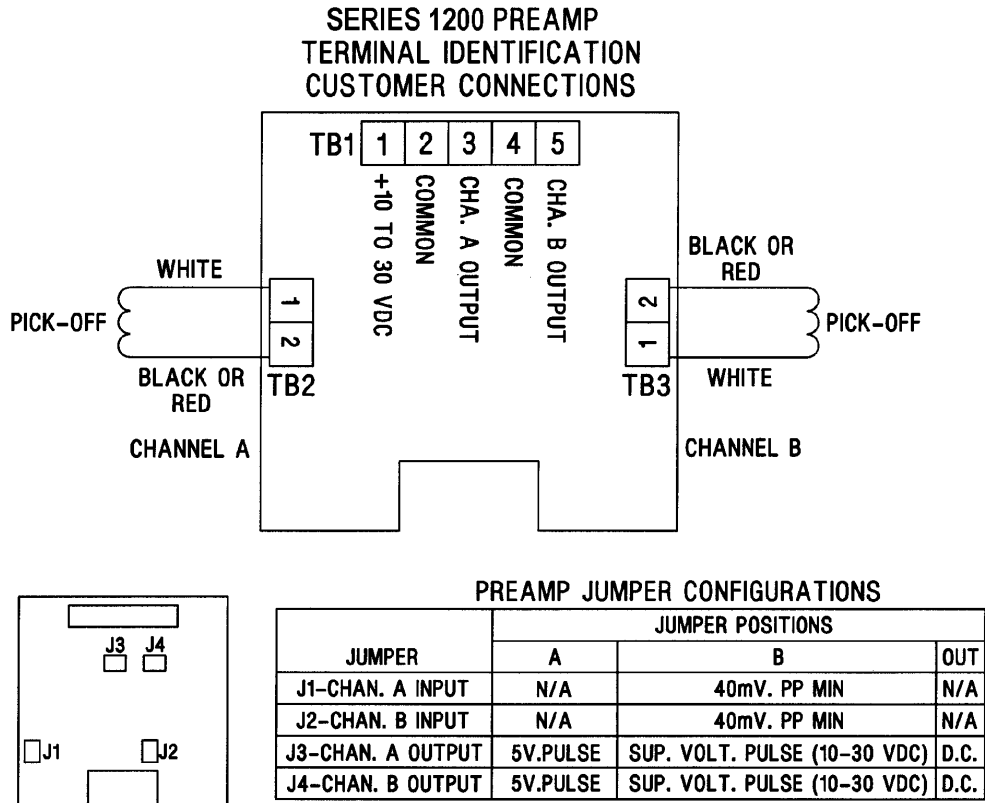 SERIES 1200 PREAMP
TERMINAL IDENTIFICATION
CUSTOMER CONNECTIONS
TB1 1 2 3 4 5
+10 TO 30 VDC
COMMON
CHA. A OUTPUT
COMMON
CHA. B OUTPUT
WHITE
PICK-OFF
BLACK OR
RED
1
2
TB2
CHANNEL A
BLACK OR
RED
2
1
TB3
PICK-OFF
WHITE
CHANNEL B
J3 J4
J1 J2
PREAMP JUMPER CONFIGURATIONS
JUMPER POSITIONS
JUMPER A B OUT
J1-CHAN. A INPUT N/A 40mV. PP MIN N/A
J2-CHAN. B INPUT N/A 40mV. PP MIN N/A
J3-CHAN. A OUTPUT 5V.PULSE SUP. VOLT. PULSE (10-30 VDC) D.C.
J4-CHAN. B OUTPUT 5V.PULSE SUP. VOLT. PULSE (10-30 VDC) D.C.